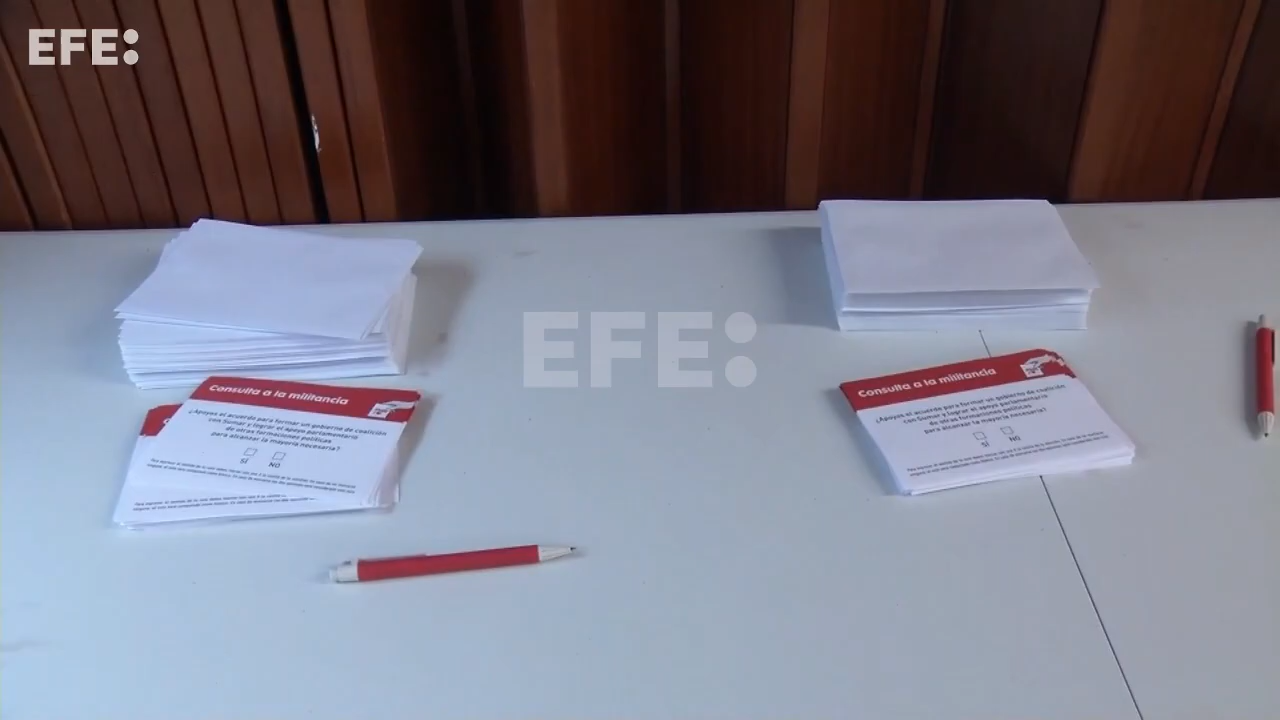 EFE:
EFE:
Consulta a la militancia
¿Apoyas el acuerdo para formar un gobierno de coalición
con Sumar y lograr el apoyo parlamentario
de otras formaciones políticas
para alcanzar la mayoría necesaria?
SÍ NO
Consulta a la militancia
¿Apoyas el acuerdo para formar un gobierno de coalición
con Sumar y lograr el apoyo parlamentario
de otras formaciones políticas
para alcanzar la mayoría necesaria?
SÍ NO